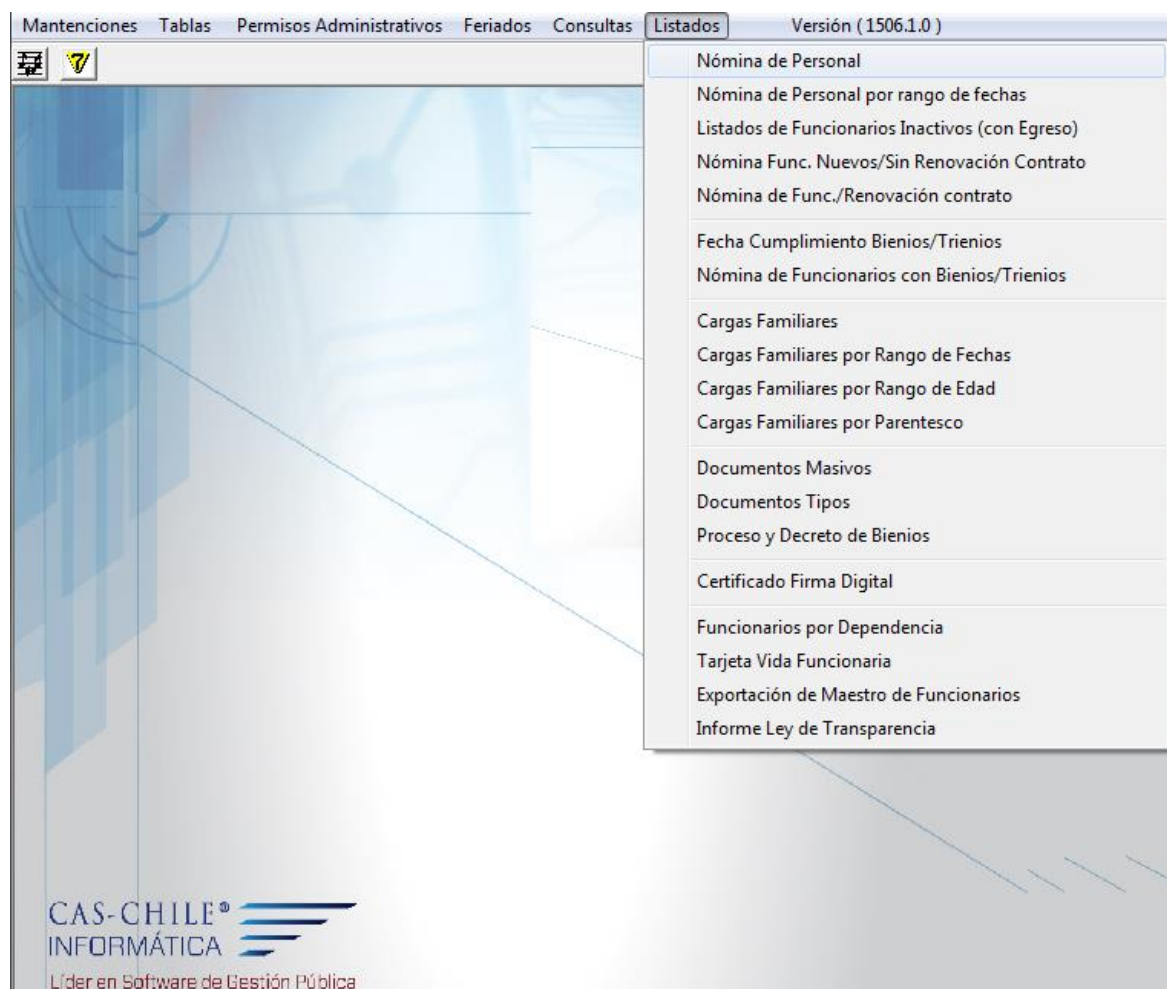 Mantenciones Tablas Permisos Administrativos Feriados Consultas Listados Versión ( 1506.1.0 )
Nómina de Personal
Nómina de Personal por rango de fechas
Listados de Funcionarios Inactivos (con Egreso)
Nómina Func. Nuevos/Sin Renovación Contrato
Nómina de Func./Renovación contrato
Fecha Cumplimiento Bienios/Trienios
Nómina de Funcionarios con Bienios/Trienios
Cargas Familiares
Cargas Familiares por Rango de Fechas
Cargas Familiares por Rango de Edad
Cargas Familiares por Parentesco
Documentos Masivos
Documentos Tipos
Proceso y Decreto de Bienios
Certificado Firma Digital
Funcionarios por Dependencia
Tarjeta Vida Funcionaria
Exportación de Maestro de Funcionarios
Informe Ley de Transparencia
CAS-CHILE®
INFORMÁTICA
Líder en Software de Gestión Pública